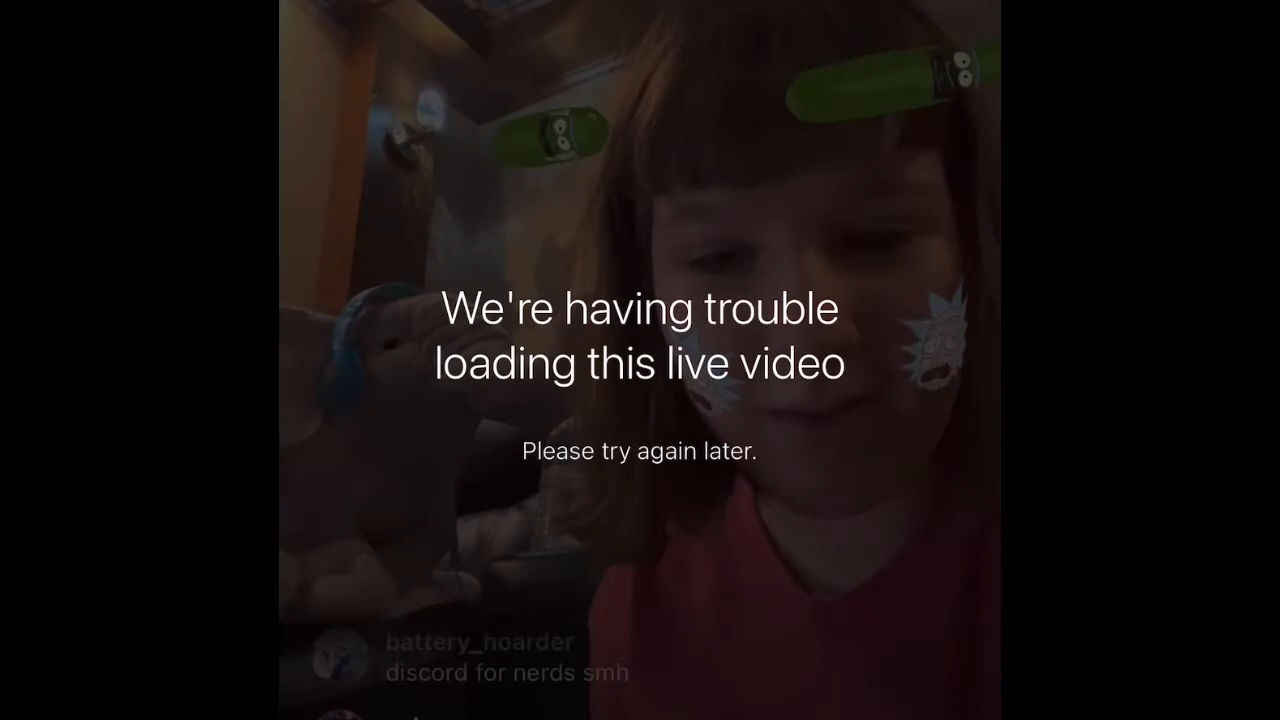 We're having trouble
loading this live video
Please try again later.
battery_hoarder
discord for nerds smh